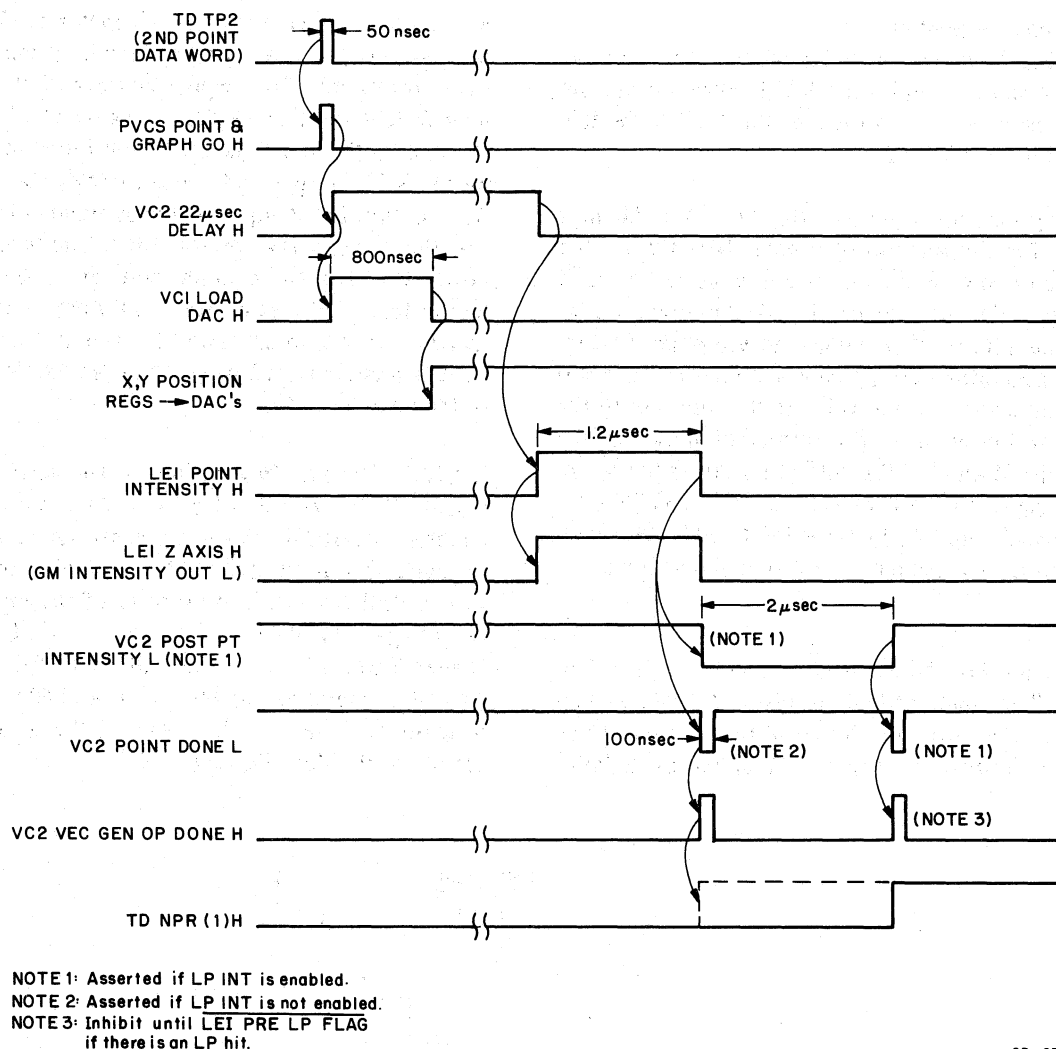 TD TP2
(2ND POINT
DATA WORD)
50 nsec
PVCS POINT &
GRAPH GO H
VC2 22μsec
DELAY H
800nsec
VCI LOAD
DAC H
X,Y POSITION
REGS → DAC's
1.2μsec
LEI POINT
INTENSITY H
LEI Z AXIS H
(GM INTENSITY OUT L)
2μsec
VC2 POST PT
INTENSITY L (NOTE 1)
(NOTE 1)
VC2 POINT DONE L
100nsec
(NOTE 2)
(NOTE 1)
VC2 VEC GEN OP DONE H
(NOTE 3)
TD NPR (1) H
NOTE 1: Asserted if LP INT is enabled.
NOTE 2: Asserted if LP INT is not enabled.
NOTE 3: Inhibit until LEI PRE LP FLAG
if there is an LP hit.